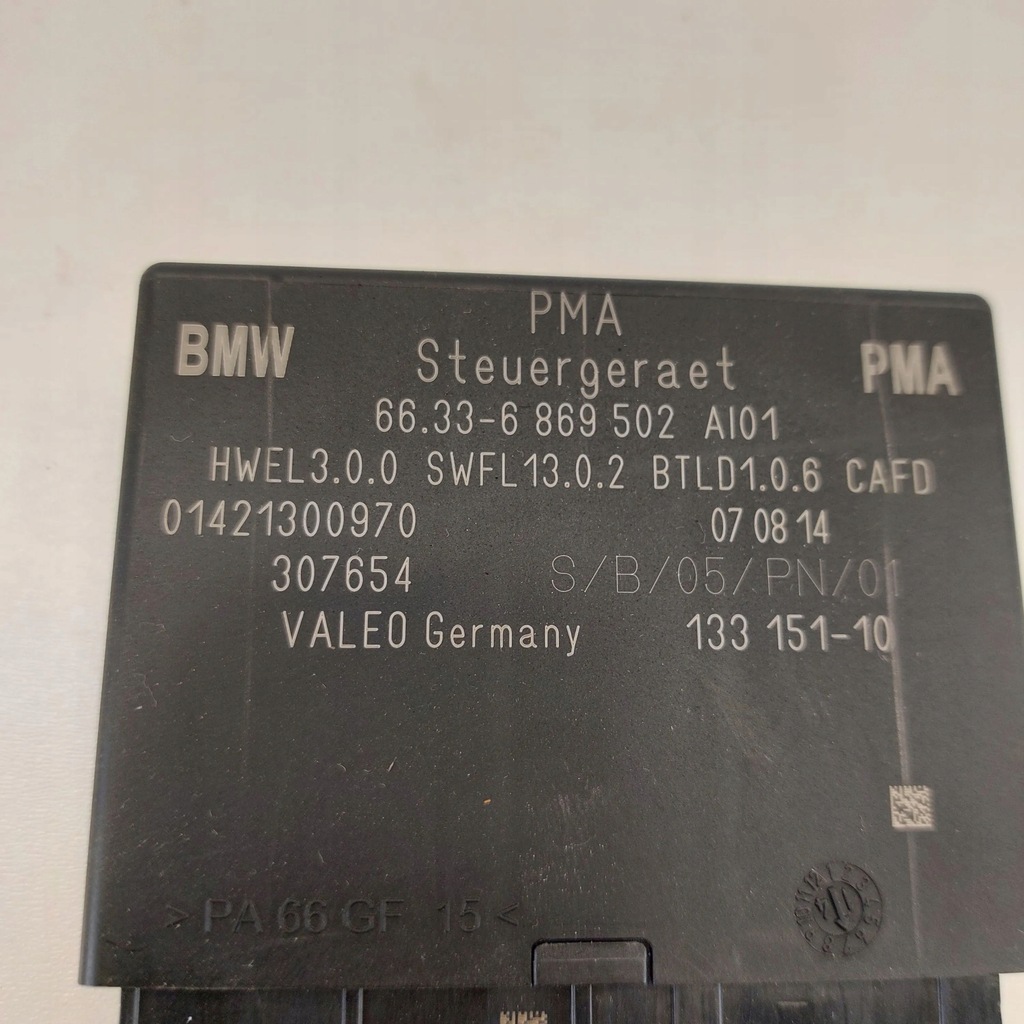 PMA
BMW Steuergeraet PMA
66.33-6 869 502 AI01
HWEL3.0.0 SWFL13.0.2 BTLD1.0.6 CAFD
01421300970 07 08 14
307654 S/B/05/PN/01
VALEO Germany 133 151-10
>PA 66 GF 15<